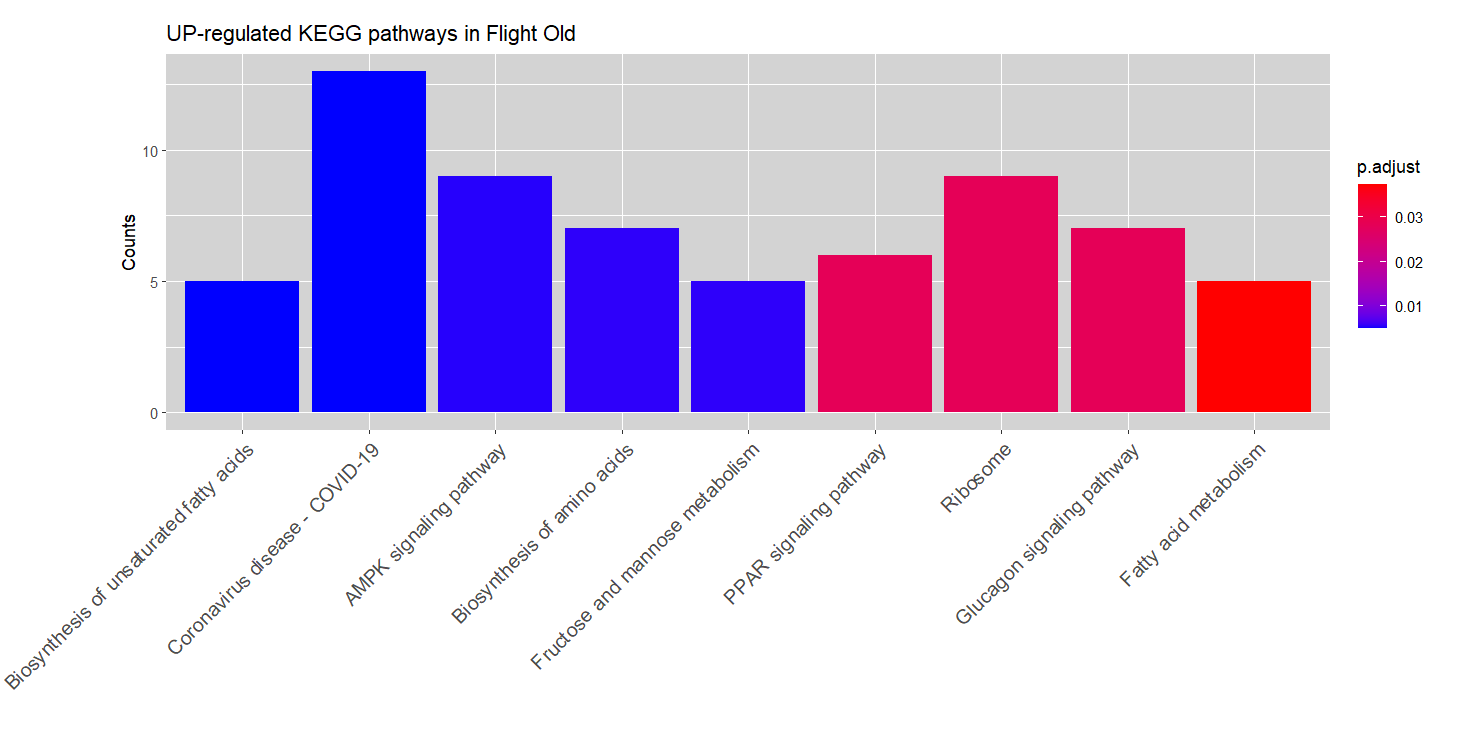 UP-regulated KEGG pathways in Flight Old
Counts
10
5
0
Biosynthesis of unsaturated fatty acids
Coronavirus disease - COVID-19
AMPK signaling pathway
Biosynthesis of amino acids
Fructose and mannose metabolism
PPAR signaling pathway
Ribosome
Glucagon signaling pathway
Fatty acid metabolism
p.adjust
0.03
0.02
0.01